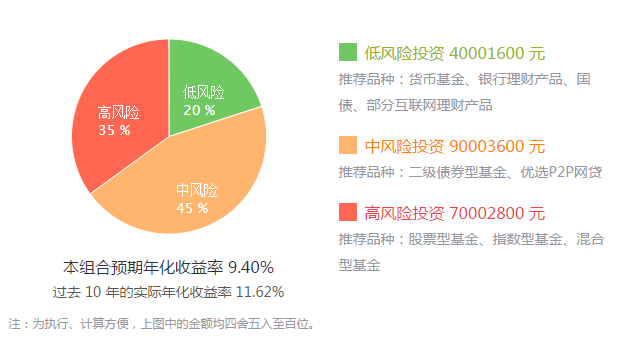 低风险
20 %
高风险
35 %
中风险
45 %
本组合预期年化收益率 9.40%
过去 10 年的实际年化收益率 11.62%
注：为执行、计算方便，上图中的金额均四舍五入至百位。
低风险投资 40001600 元
推荐品种：货币基金、银行理财产品、国
债、部分互联网理财产品
中风险投资 90003600 元
推荐品种：二级债券型基金、优选P2P网贷
高风险投资 70002800 元
推荐品种：股票型基金、指数型基金、混合
型基金